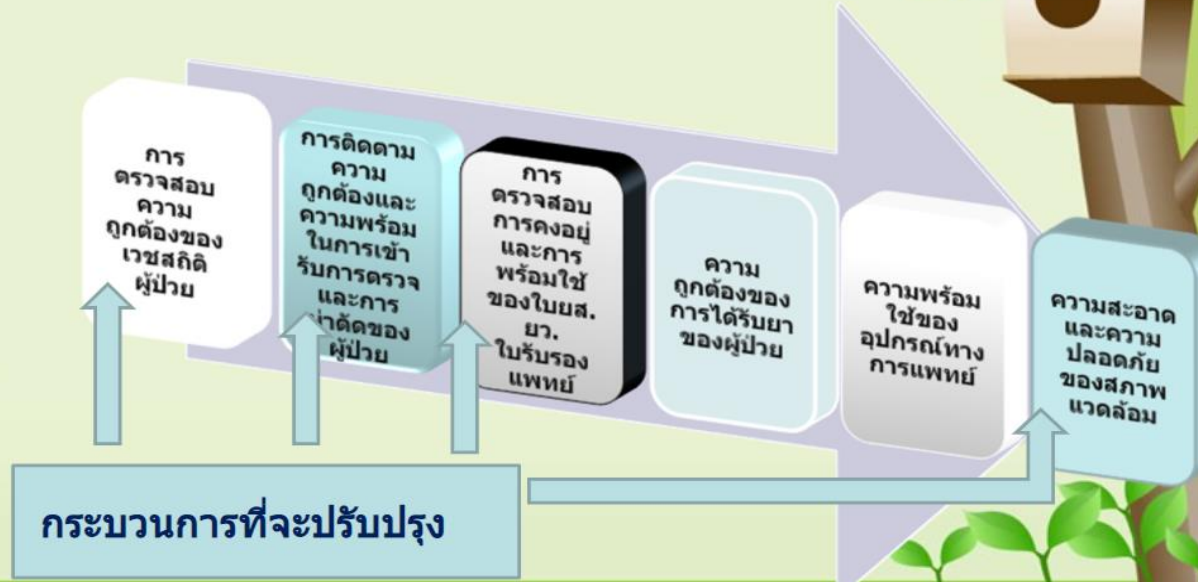 การ
ตรวจสอบ
ความ
ถูกต้องของ
เวชสถิติ
ผู้ป่วย
การติดตาม
ความ
ถูกต้องและ
ความพร้อม
ในการเข้า
รับการตรวจ
และการ
ผู้ป่วย
การ
ตรวจสอบ
การคงอยู่
และการ
พร้อมใช้
ของใบยส.
ยว.
ใบรับรอง
แพทย์
ความ
ถูกต้องของ
การได้รับยา
ของผู้ป่วย
ความพร้อม
ใช้ของ
อุปกรณ์ทาง
การแพทย์
ความสะอาด
และความ
ปลอดภัย
ของสภาพ
แวดล้อม
กระบวนการที่จะปรับปรุง